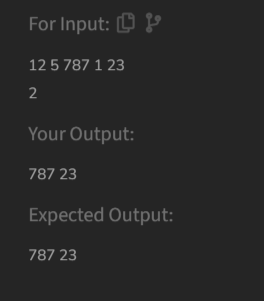 For Input:
12 5 787 1 23
2
Your Output:
787 23
Expected Output:
787 23